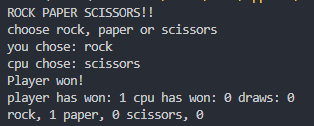 ROCK PAPER SCISSORS!!
choose rock, paper or scissors
you chose: rock
cpu chose: scissors
Player won!
player has won: 1 cpu has won: 0 draws: 0
rock, 1 paper, 0 scissors, 0